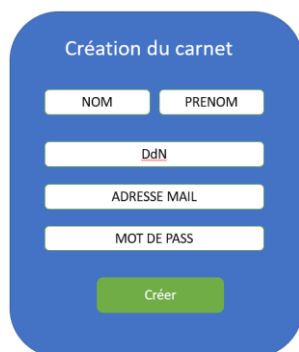 Création du carnet
NOM PRENOM
DdN
ADRESSE MAIL
MOT DE PASS
Créer